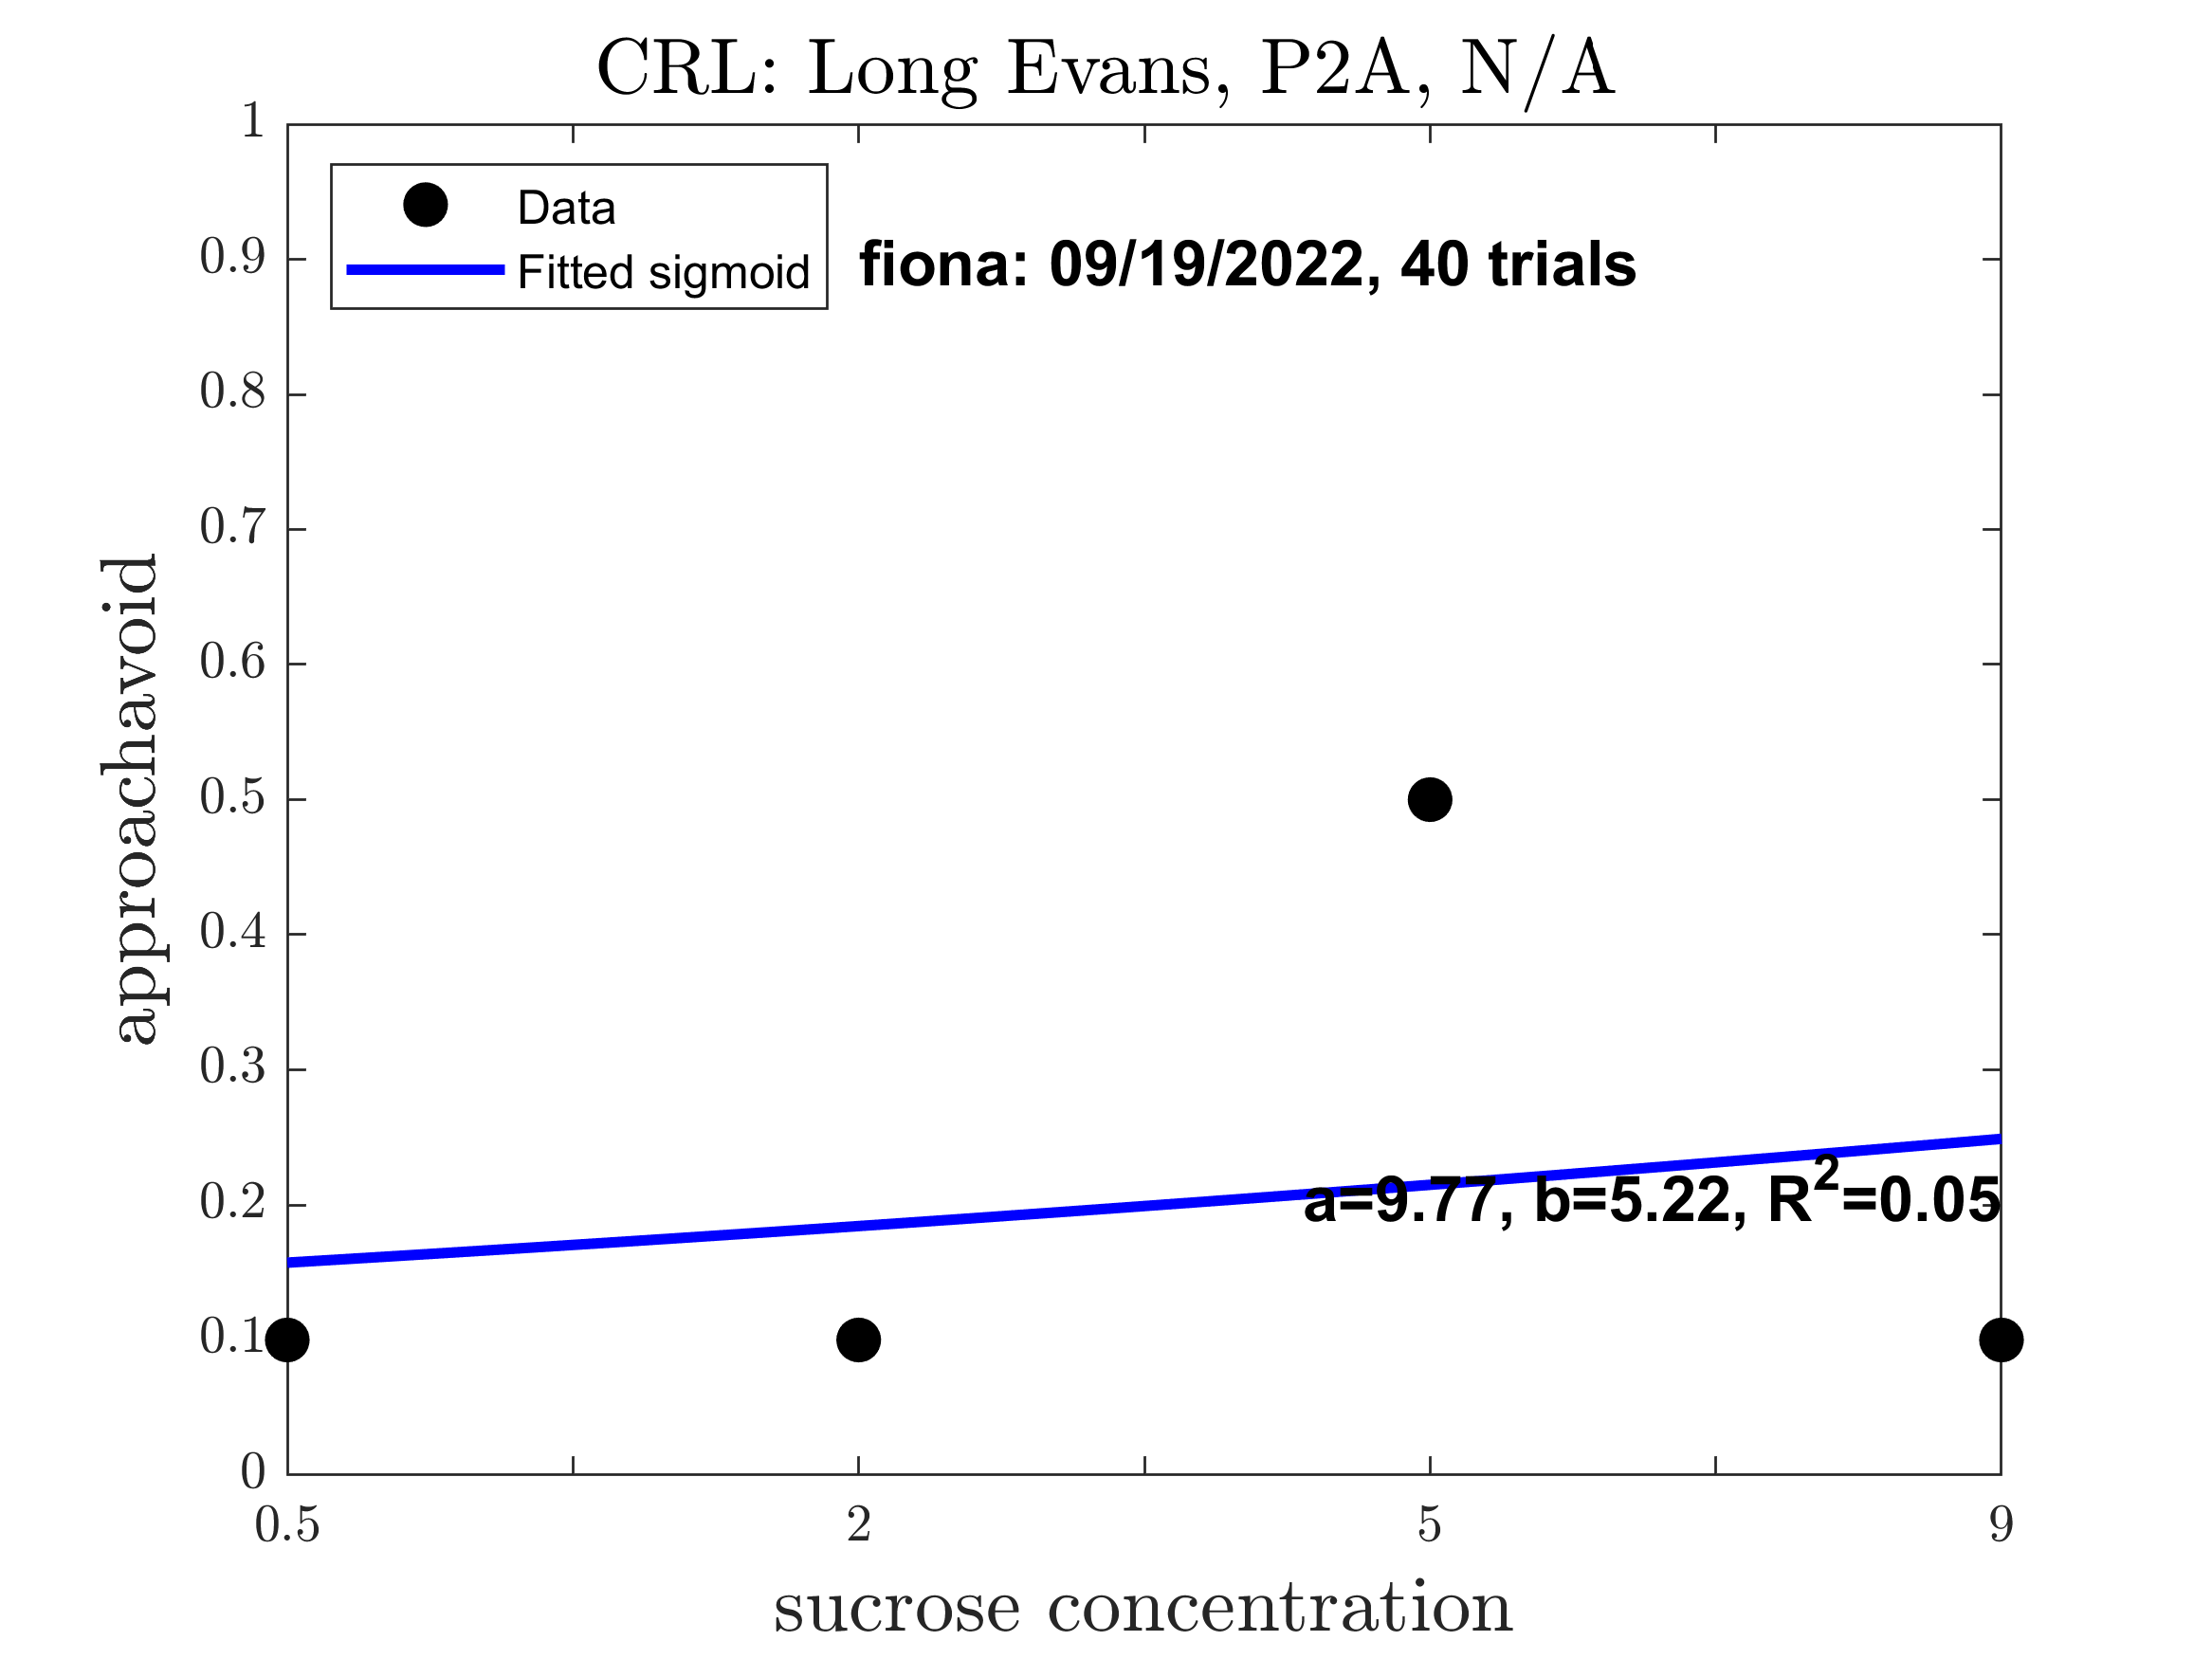 CRL: Long Evans, P2A, N/A
1
Data
Fitted sigmoid
fiona: 09/19/2022, 40 trials
0.9
0.8
0.7
0.6
0.5
0.4
0.3
0.2
0.1
0
approachavoid
a=9.77, b=5.22, R²=0.05
0.5 2 5 9
sucrose concentration